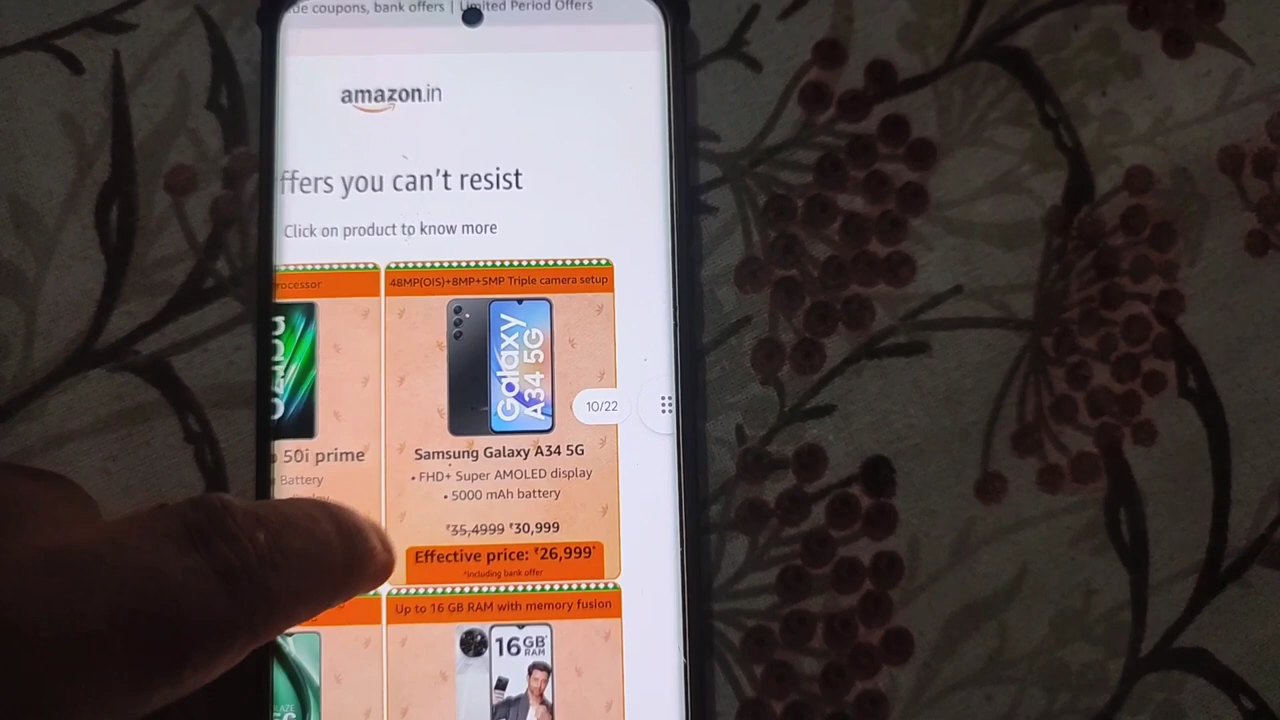 de coupons, bank offers | Limited Period Offers
amazon.in
ffers you can't resist
Click on product to know more
rocessor
48MP(OIS)+8MP+5MP Triple camera setup
Galaxy
A34 5G
10/22
50i prime
Battery
Samsung Galaxy A34 5G
• FHD+ Super AMOLED display
• 5000 mAh battery
₹35,4999 ₹30,999
Effective price: ₹26,999*
*including bank offer
Up to 16 GB RAM with memory fusion
16GB*
RAM